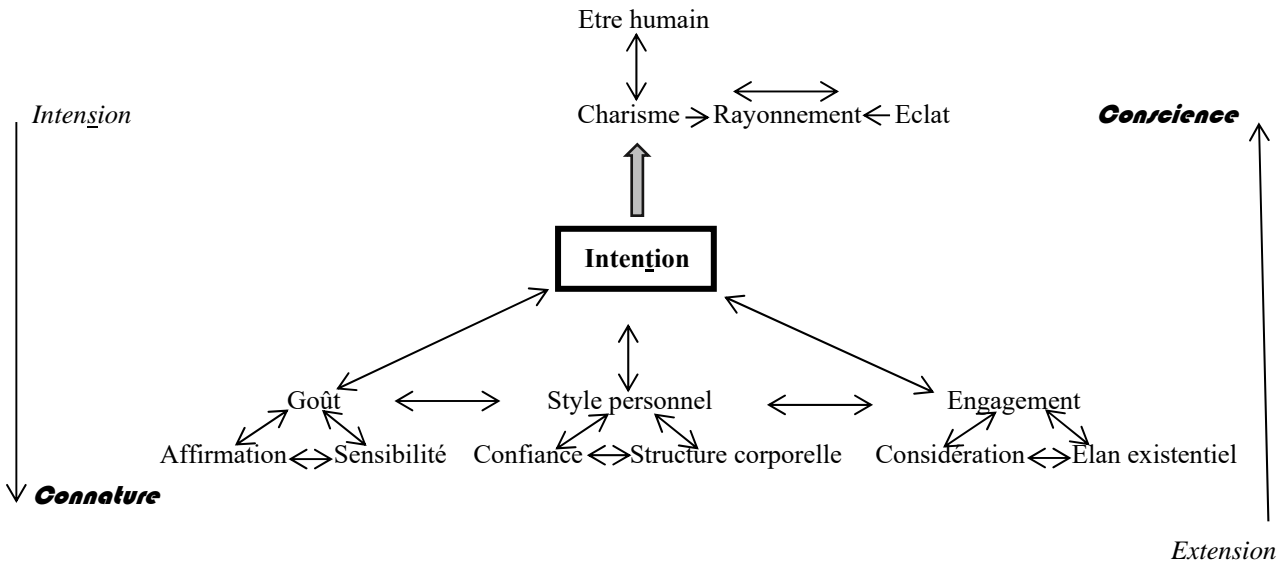 Etre humain
Intension Charisme Rayonnement Eclat Conscience
Intention
Goût Style personnel Engagement
Affirmation Sensibilité Confiance Structure corporelle Considération Elan existentiel
Connature
Extension